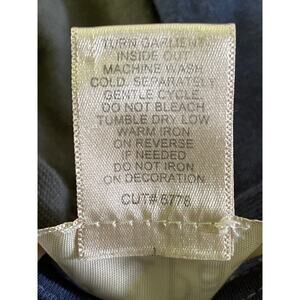 TURN GARMENT
INSIDE OUT
MACHINE WASH
COLD. SEPARATELY
GENTLE CYCLE
DO NOT BLEACH
TUMBLE DRY LOW
WARM IRON
ON REVERSE
IF NEEDED
DO NOT IRON
ON DECORATION
CUT# 6778